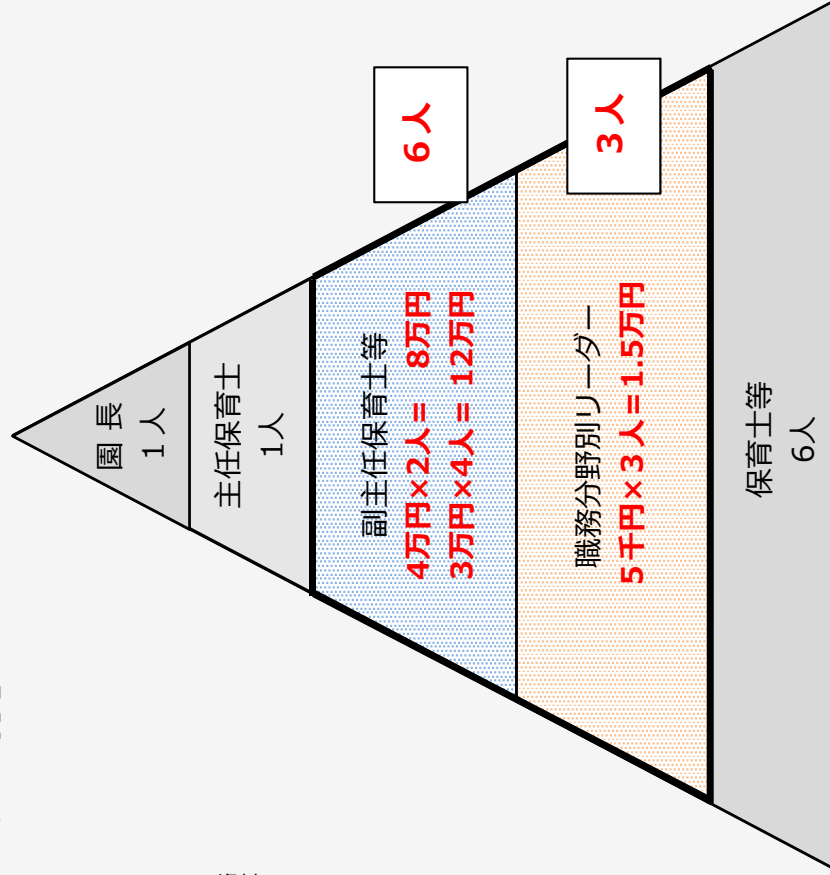 園 長
1 人
主任保育士
1人
副主任保育士等
4万円×2人＝ 8万円
3万円×4人＝ 12万円
6人
職務分野別リーダー
5千円×３人＝1.5万円
3人
保育士等
6人